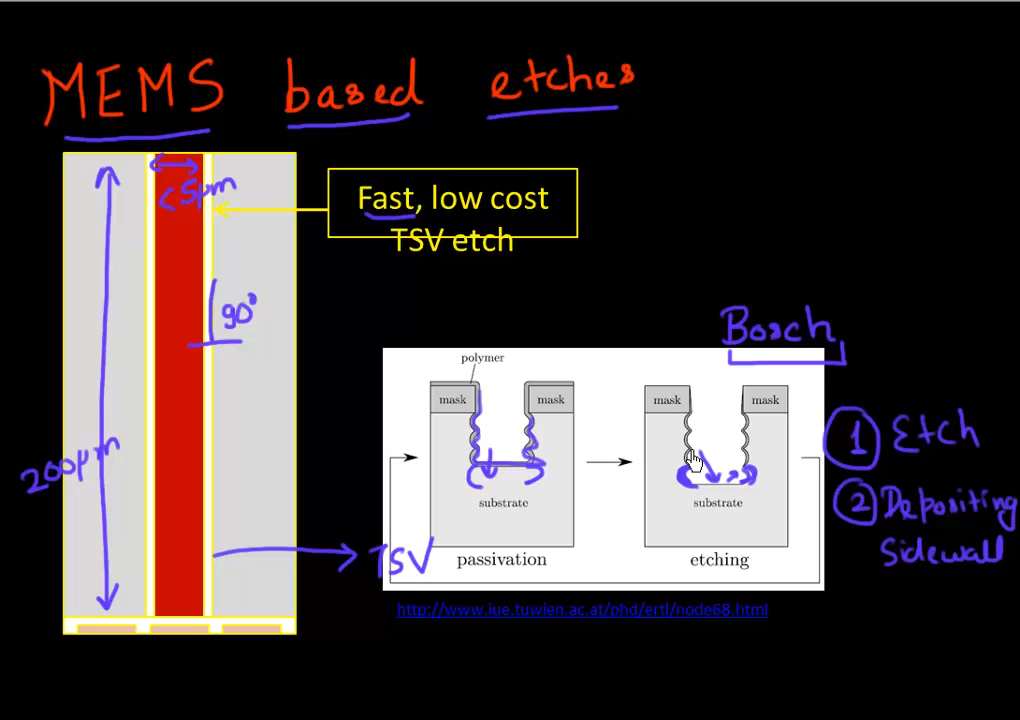 MEMS based etches
<5μm
Fast, low cost
TSV etch
90°
200μm
TSV
Bosch
polymer
mask
mask
substrate
passivation
mask
mask
substrate
etching
http://www.iue.tuwien.ac.at/phd/ertl/node68.html
1 Etch
2 Depositing
Sidewall